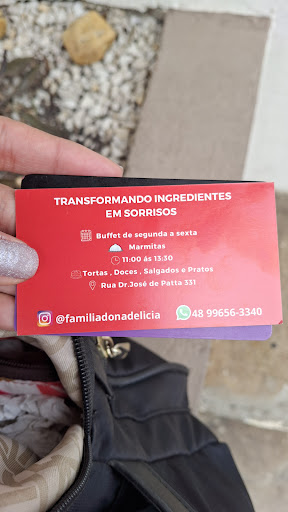 TRANSFORMANDO INGREDIENTES
EM SORRISOS
Buffet de segunda a sexta
Marmitas
11:00 ás 13:30
Tortas , Doces , Salgados e Pratos
Rua Dr.José de Patta 331
@familiadonadelicia
48 99656-3340